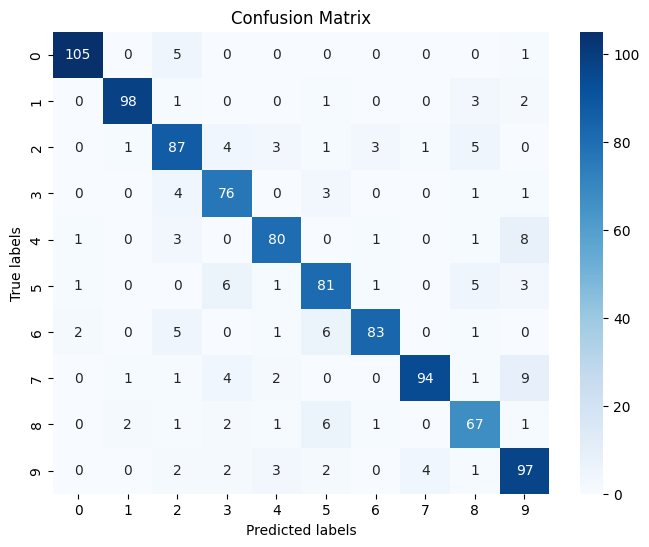 Confusion Matrix
0 105 0 5 0 0 0 0 0 0 1
1 0 98 1 0 0 1 0 0 3 2
2 0 1 87 4 3 1 3 1 5 0
3 0 0 4 76 0 3 0 0 1 1
4 1 0 3 0 80 0 1 0 1 8
5 1 0 0 6 1 81 1 0 5 3
6 2 0 5 0 1 6 83 0 1 0
7 0 1 1 4 2 0 0 94 1 9
8 0 2 1 2 1 6 1 0 67 1
9 0 0 2 2 3 2 0 4 1 97
0 1 2 3 4 5 6 7 8 9
Predicted labels
True labels
100
80
60
40
20
0